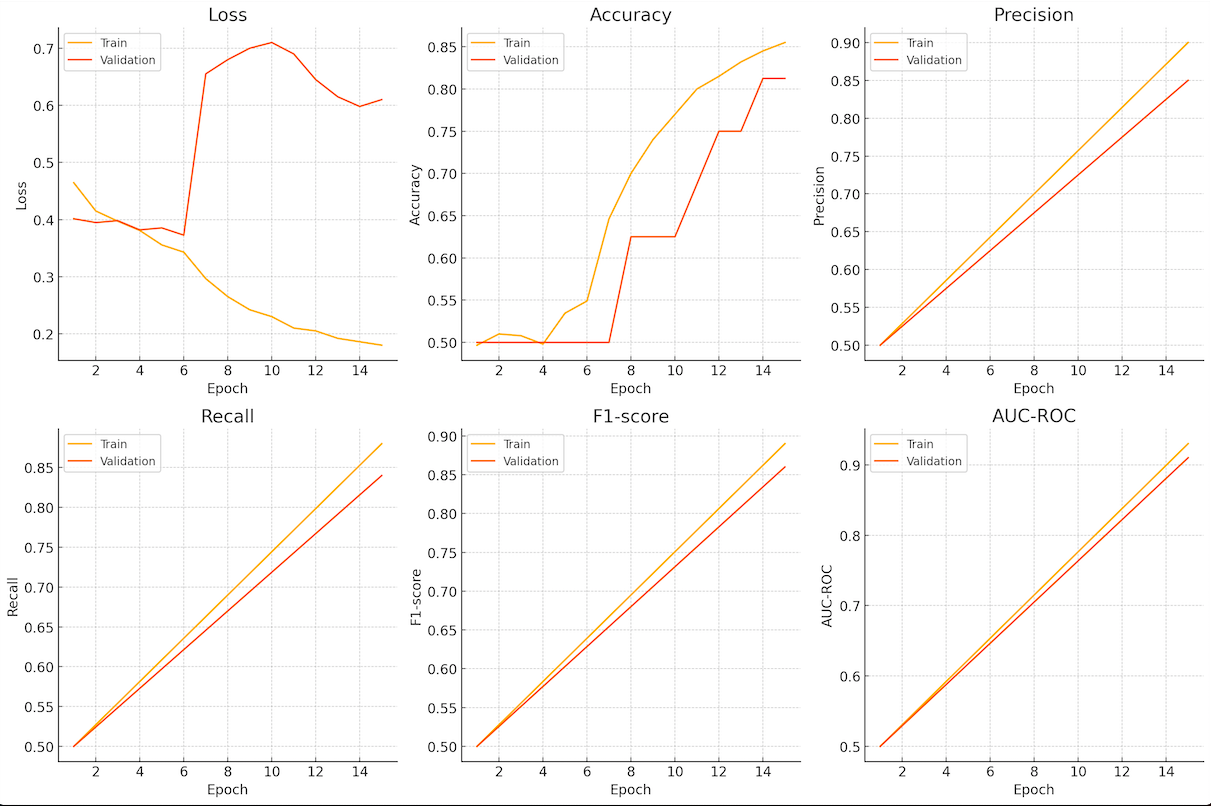 Loss
Train
Validation
0.7
0.6
0.5
0.4
0.3
0.2
Loss
2 4 6 8 10 12 14
Epoch
Accuracy
Train
Validation
0.85
0.80
0.75
0.70
0.65
0.60
0.55
0.50
Accuracy
2 4 6 8 10 12 14
Epoch
Precision
Train
Validation
0.90
0.85
0.80
0.75
0.70
0.65
0.60
0.55
0.50
Precision
2 4 6 8 10 12 14
Epoch
Recall
Train
Validation
0.85
0.80
0.75
0.70
0.65
0.60
0.55
0.50
Recall
2 4 6 8 10 12 14
Epoch
F1-score
Train
Validation
0.90
0.85
0.80
0.75
0.70
0.65
0.60
0.55
0.50
F1-score
2 4 6 8 10 12 14
Epoch
AUC-ROC
Train
Validation
0.9
0.8
0.7
0.6
0.5
AUC-ROC
2 4 6 8 10 12 14
Epoch